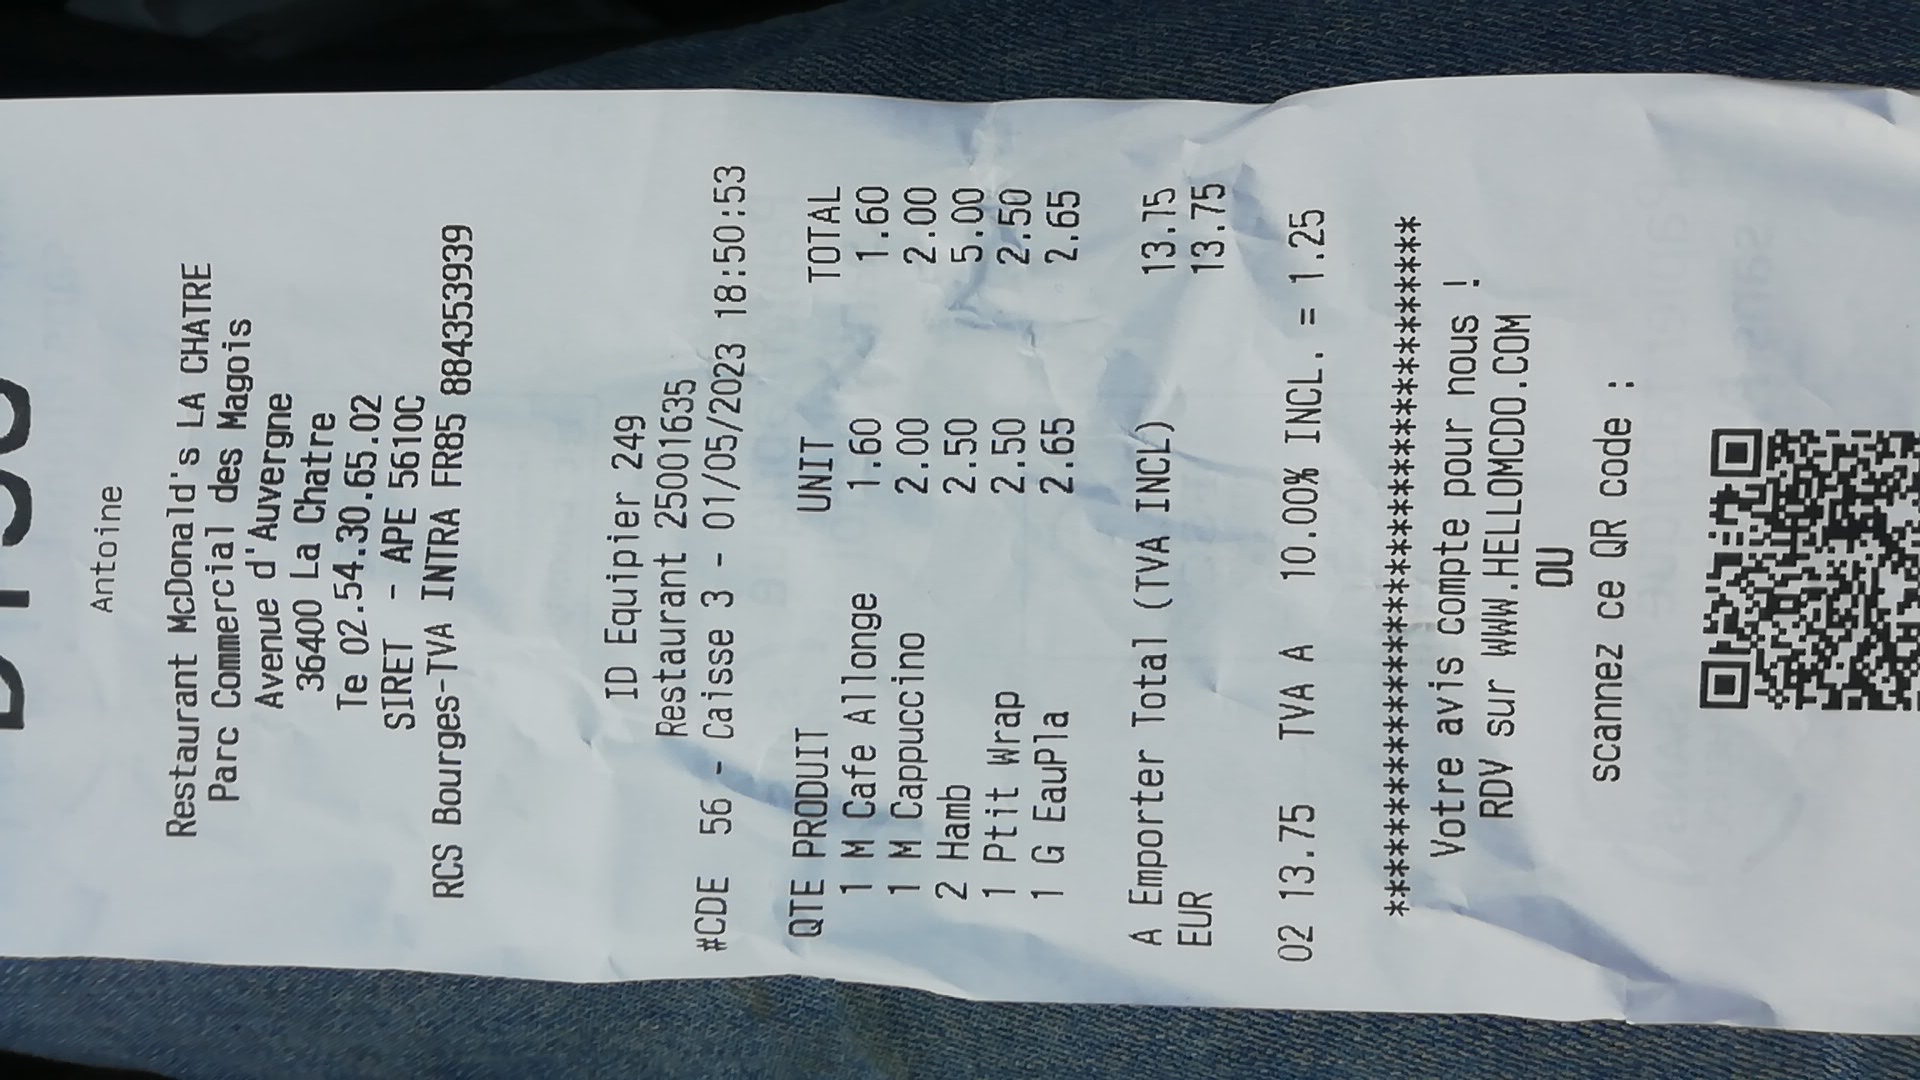 Antoine
Restaurant McDonald's LA CHATRE
Parc Commercial des Magois
Avenue d'Auvergne
36400 La Chatre
Te 02.54.30.65.02
SIRET - APE 5610C
RCS Bourges-TVA INTRA FR85 884353939
ID Equipier 249
Restaurant 25001635
#CDE 56 - Caisse 3 - 01/05/2023 18:50:53
QTE PRODUIT UNIT TOTAL
1 M Cafe Allonge 1.60 1.60
1 M Cappuccino 2.00 2.00
2 Hamb 2.50 5.00
1 Ptit Wrap 2.50 2.50
1 G EauPla 2.65 2.65
A Emporter Total (TVA INCL) 13.75
EUR 13.75
02 13.75 TVA A 10.00% INCL. = 1.25
****************************************
Votre avis compte pour nous !
RDV sur WWW.HELLOMCDO.COM
OU
scannez ce QR code :